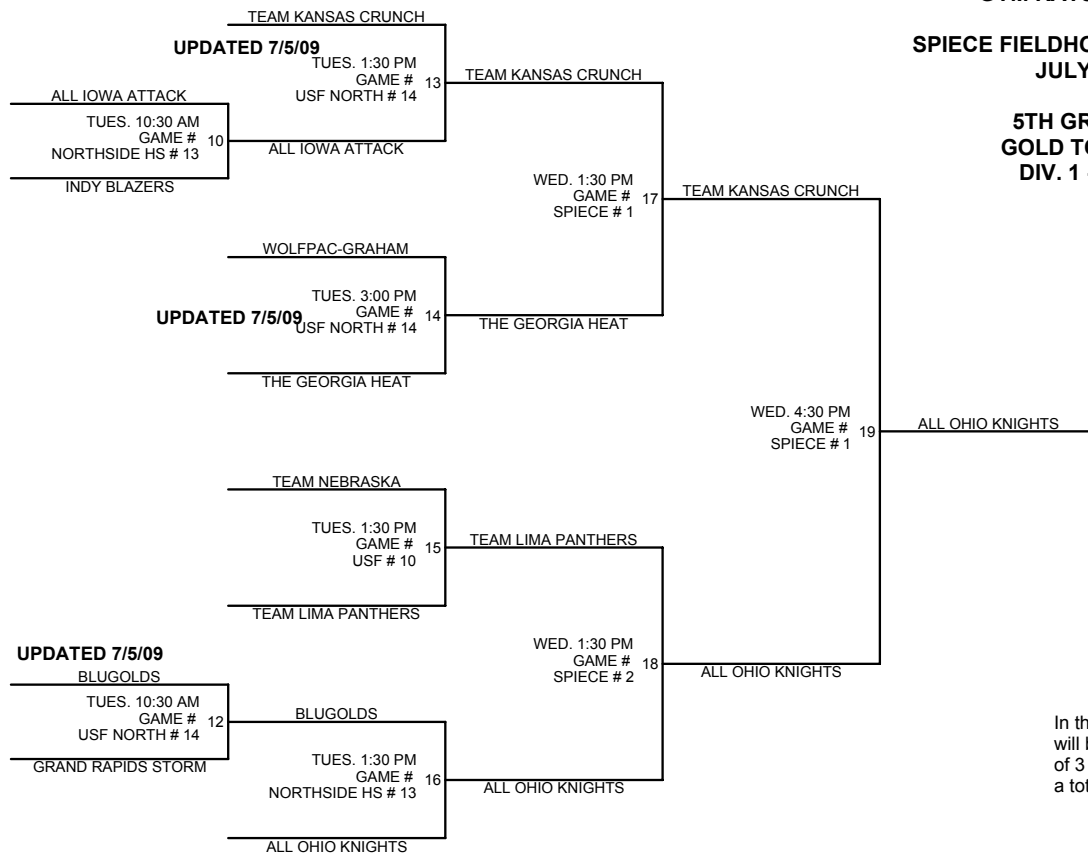 TEAM KANSAS CRUNCH
UPDATED 7/5/09
TUES. 1:30 PM
GAME # 13
USF NORTH # 14
TEAM KANSAS CRUNCH
SPIECE
JULY
5TH
GOLD
DIV. 1
ALL IOWA ATTACK
TUES. 10:30 AM
GAME # 10
NORTHSIDE HS # 13
INDY BLAZERS
ALL IOWA ATTACK
WED. 1:30 PM
GAME # 17
SPIECE # 1
TEAM KANSAS CRUNCH
WOLFPAC-GRAHAM
TUES. 3:00 PM
GAME # 14
UPDATED 7/5/09
USF NORTH # 14
THE GEORGIA HEAT
THE GEORGIA HEAT
WED. 4:30 PM
GAME # 19
SPIECE # 1
ALL OHIO KNIGHTS
TEAM NEBRASKA
TUES. 1:30 PM
GAME # 15
USF # 10
TEAM LIMA PANTHERS
TEAM LIMA PANTHERS
WED. 1:30 PM
GAME # 18
SPIECE # 2
ALL OHIO KNIGHTS
UPDATED 7/5/09
BLUGOLDS
TUES. 10:30 AM
GAME # 12
USF NORTH # 14
GRAND RAPIDS STORM
BLUGOLDS
TUES. 1:30 PM
GAME # 16
NORTHSIDE HS # 13
ALL OHIO KNIGHTS
ALL OHIO KNIGHTS
In
will
of 3
a